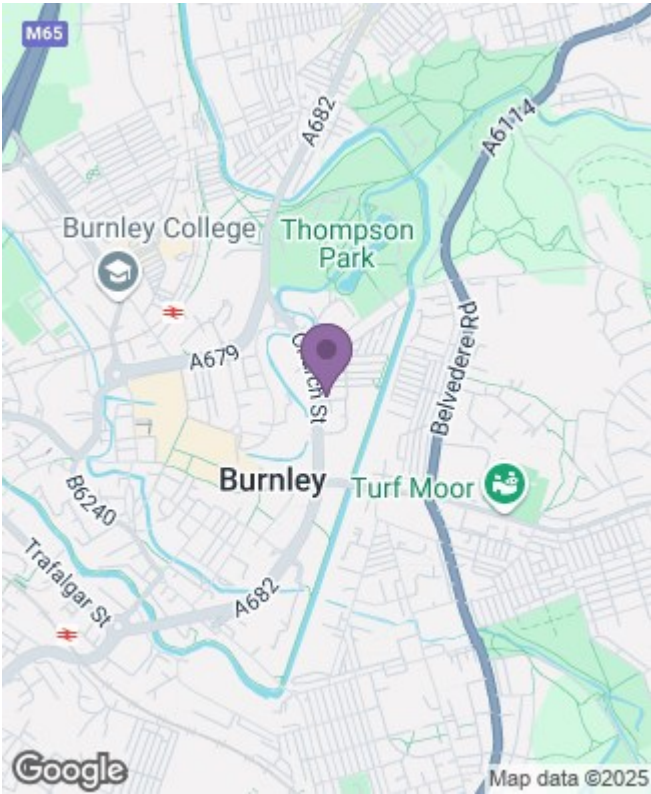 M65
A682
A6114
Burnley College
Thompson
Park
A679
Church St
Belvedere Rd
Burnley
Turf Moor
B6240
Trafalgar St
A682
Google
Map data ©2025